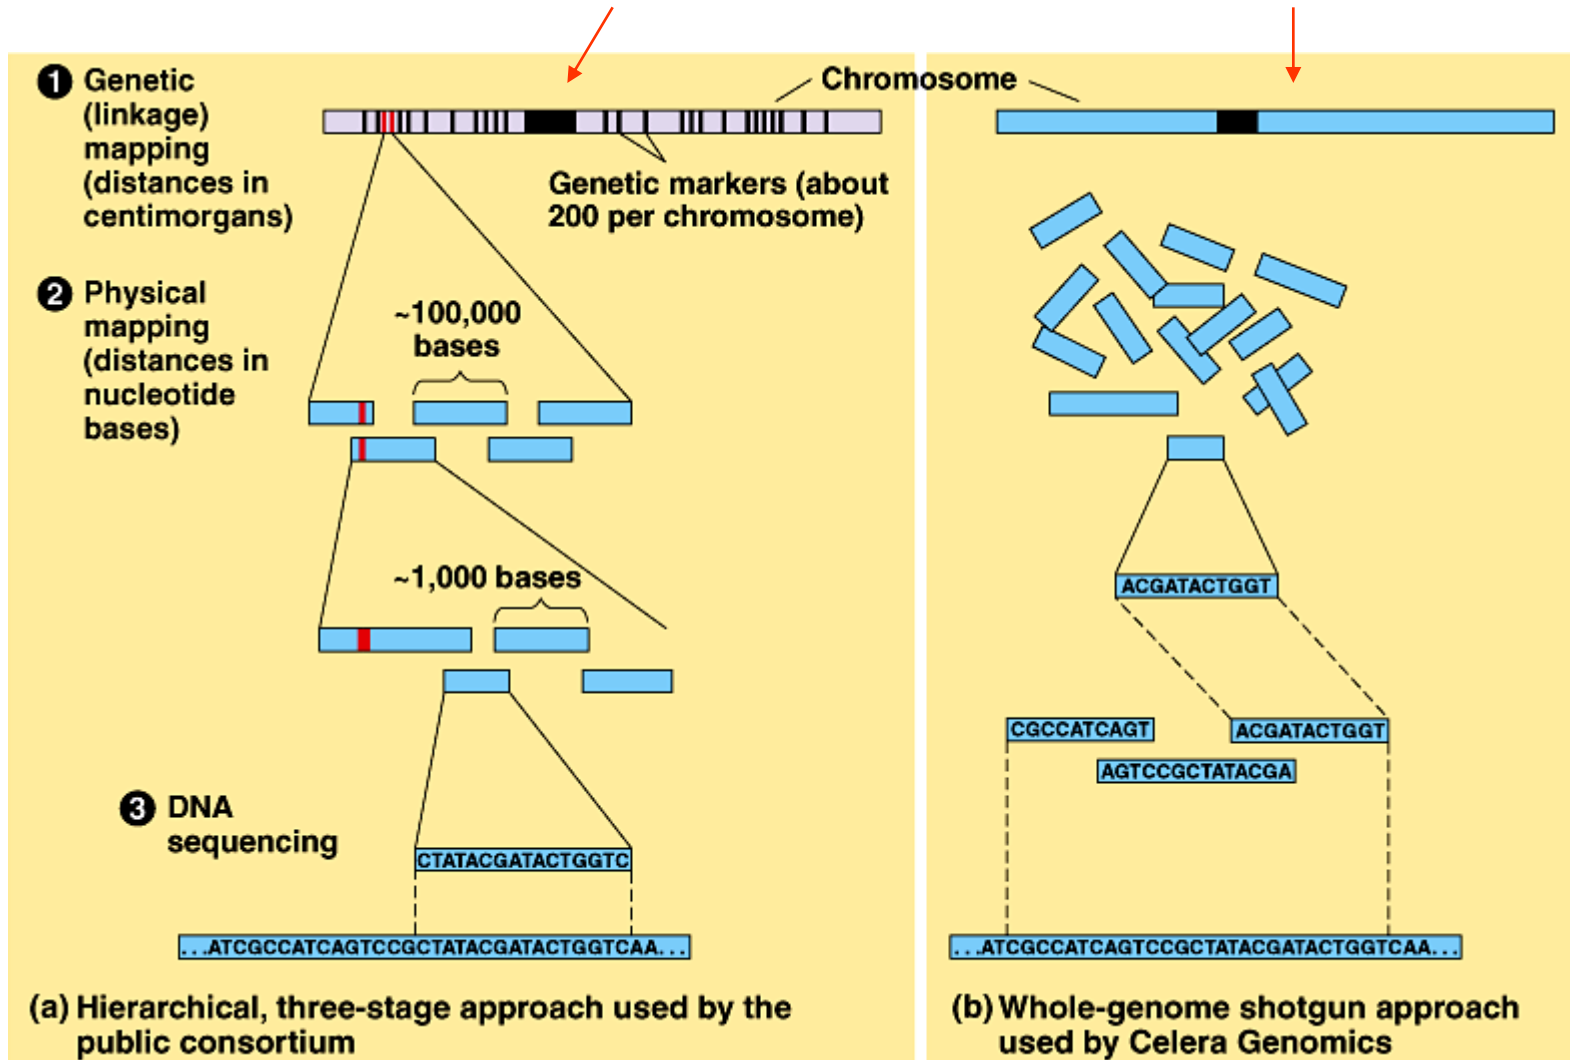 1 Genetic
(linkage)
mapping
(distances in
centimorgans)
Chromosome
Genetic markers (about
200 per chromosome)
2 Physical
mapping
(distances in
nucleotide
bases)
~100,000
bases
~1,000 bases
3 DNA
sequencing
CTATACGATACTGGTC
...ATCGCCATCAGTCCGCTATACGATACTGGTCAA...
(a) Hierarchical, three-stage approach used by the
public consortium
ACGATACTGGT
CGCCATCAGT
ACGATACTGGT
AGTCCGCTATACGA
...ATCGCCATCAGTCCGCTATACGATACTGGTCAA...
(b) Whole-genome shotgun approach
used by Celera Genomics